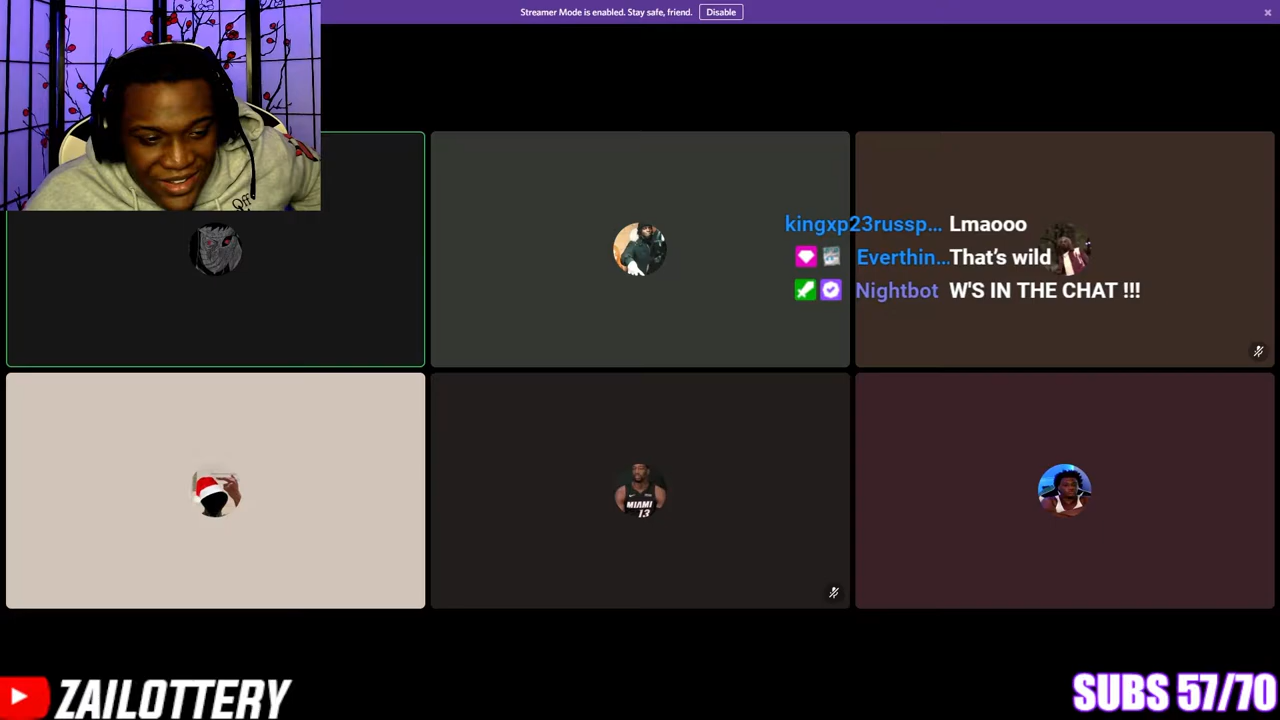 Streamer Mode is enabled. Stay safe, friend. Disable
kingxp23russp... Lmaooo
Everthin... That's wild
Nightbot W'S IN THE CHAT !!!
MIAMI
13
ZAILOTTERY
SUBS 57/70